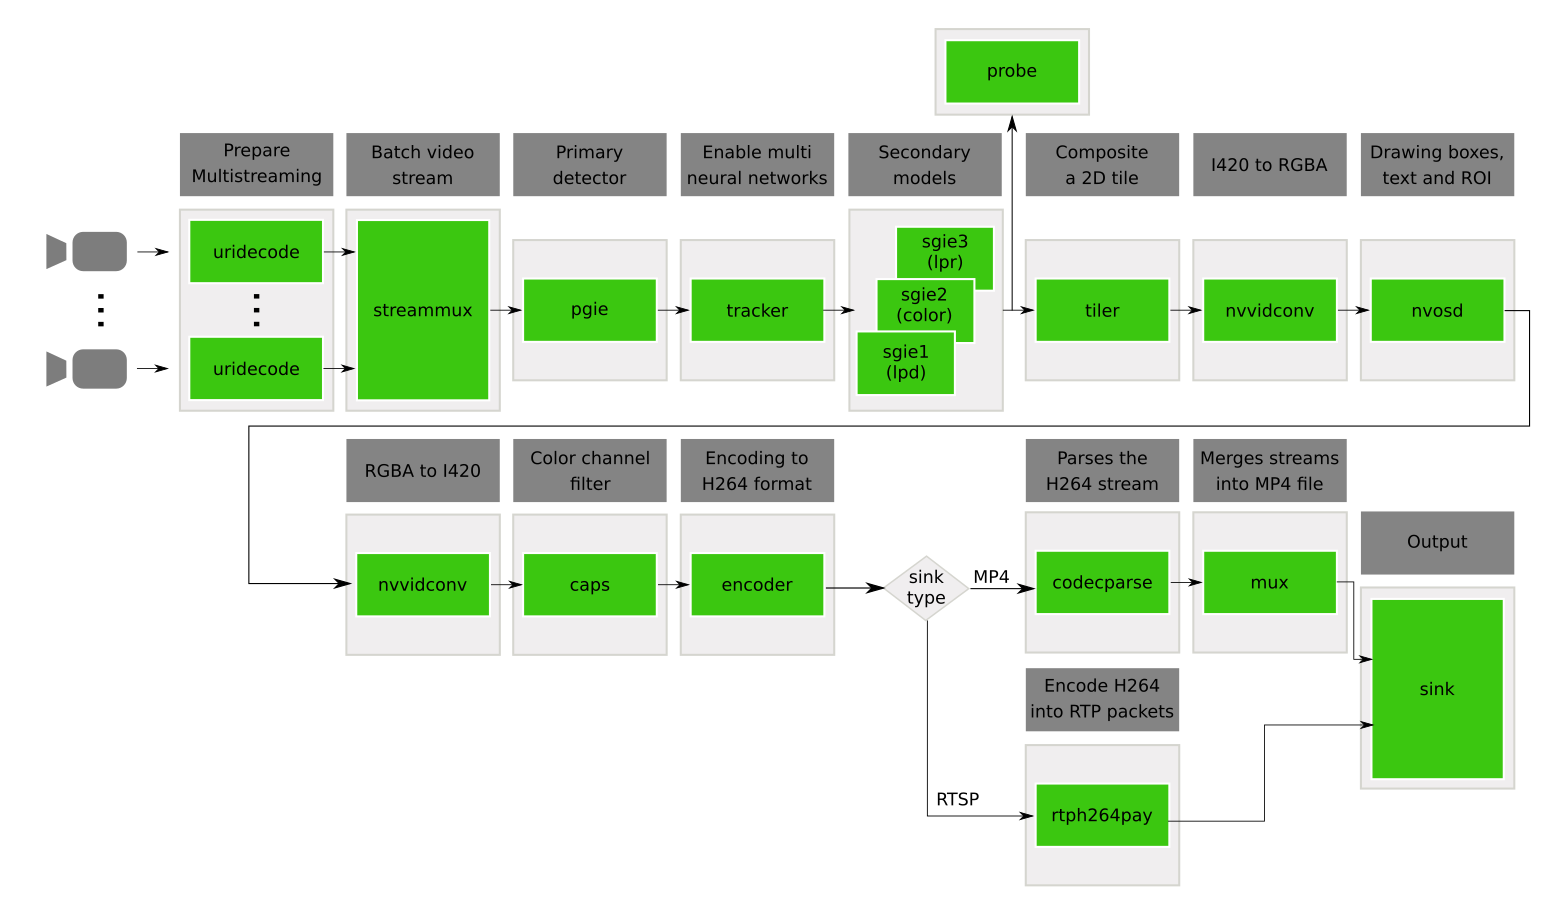 probe
Prepare
Multistreaming
Batch video
stream
Primary
detector
Enable multi
neural networks
Secondary
models
Composite
a 2D tile
I420 to RGBA
Drawing boxes,
text and ROI
uridecode
uridecode
streammux
pgie
tracker
sgie3
(lpr)
sgie2
(color)
sgie1
(lpd)
tiler
nvvidconv
nvosd
RGBA to I420
Color channel
filter
Encoding to
H264 format
Parses the
H264 stream
Merges streams
into MP4 file
Output
nvvidconv
caps
encoder
sink
type
MP4
codecparse
mux
sink
Encode H264
into RTP packets
RTSP
rtph264pay